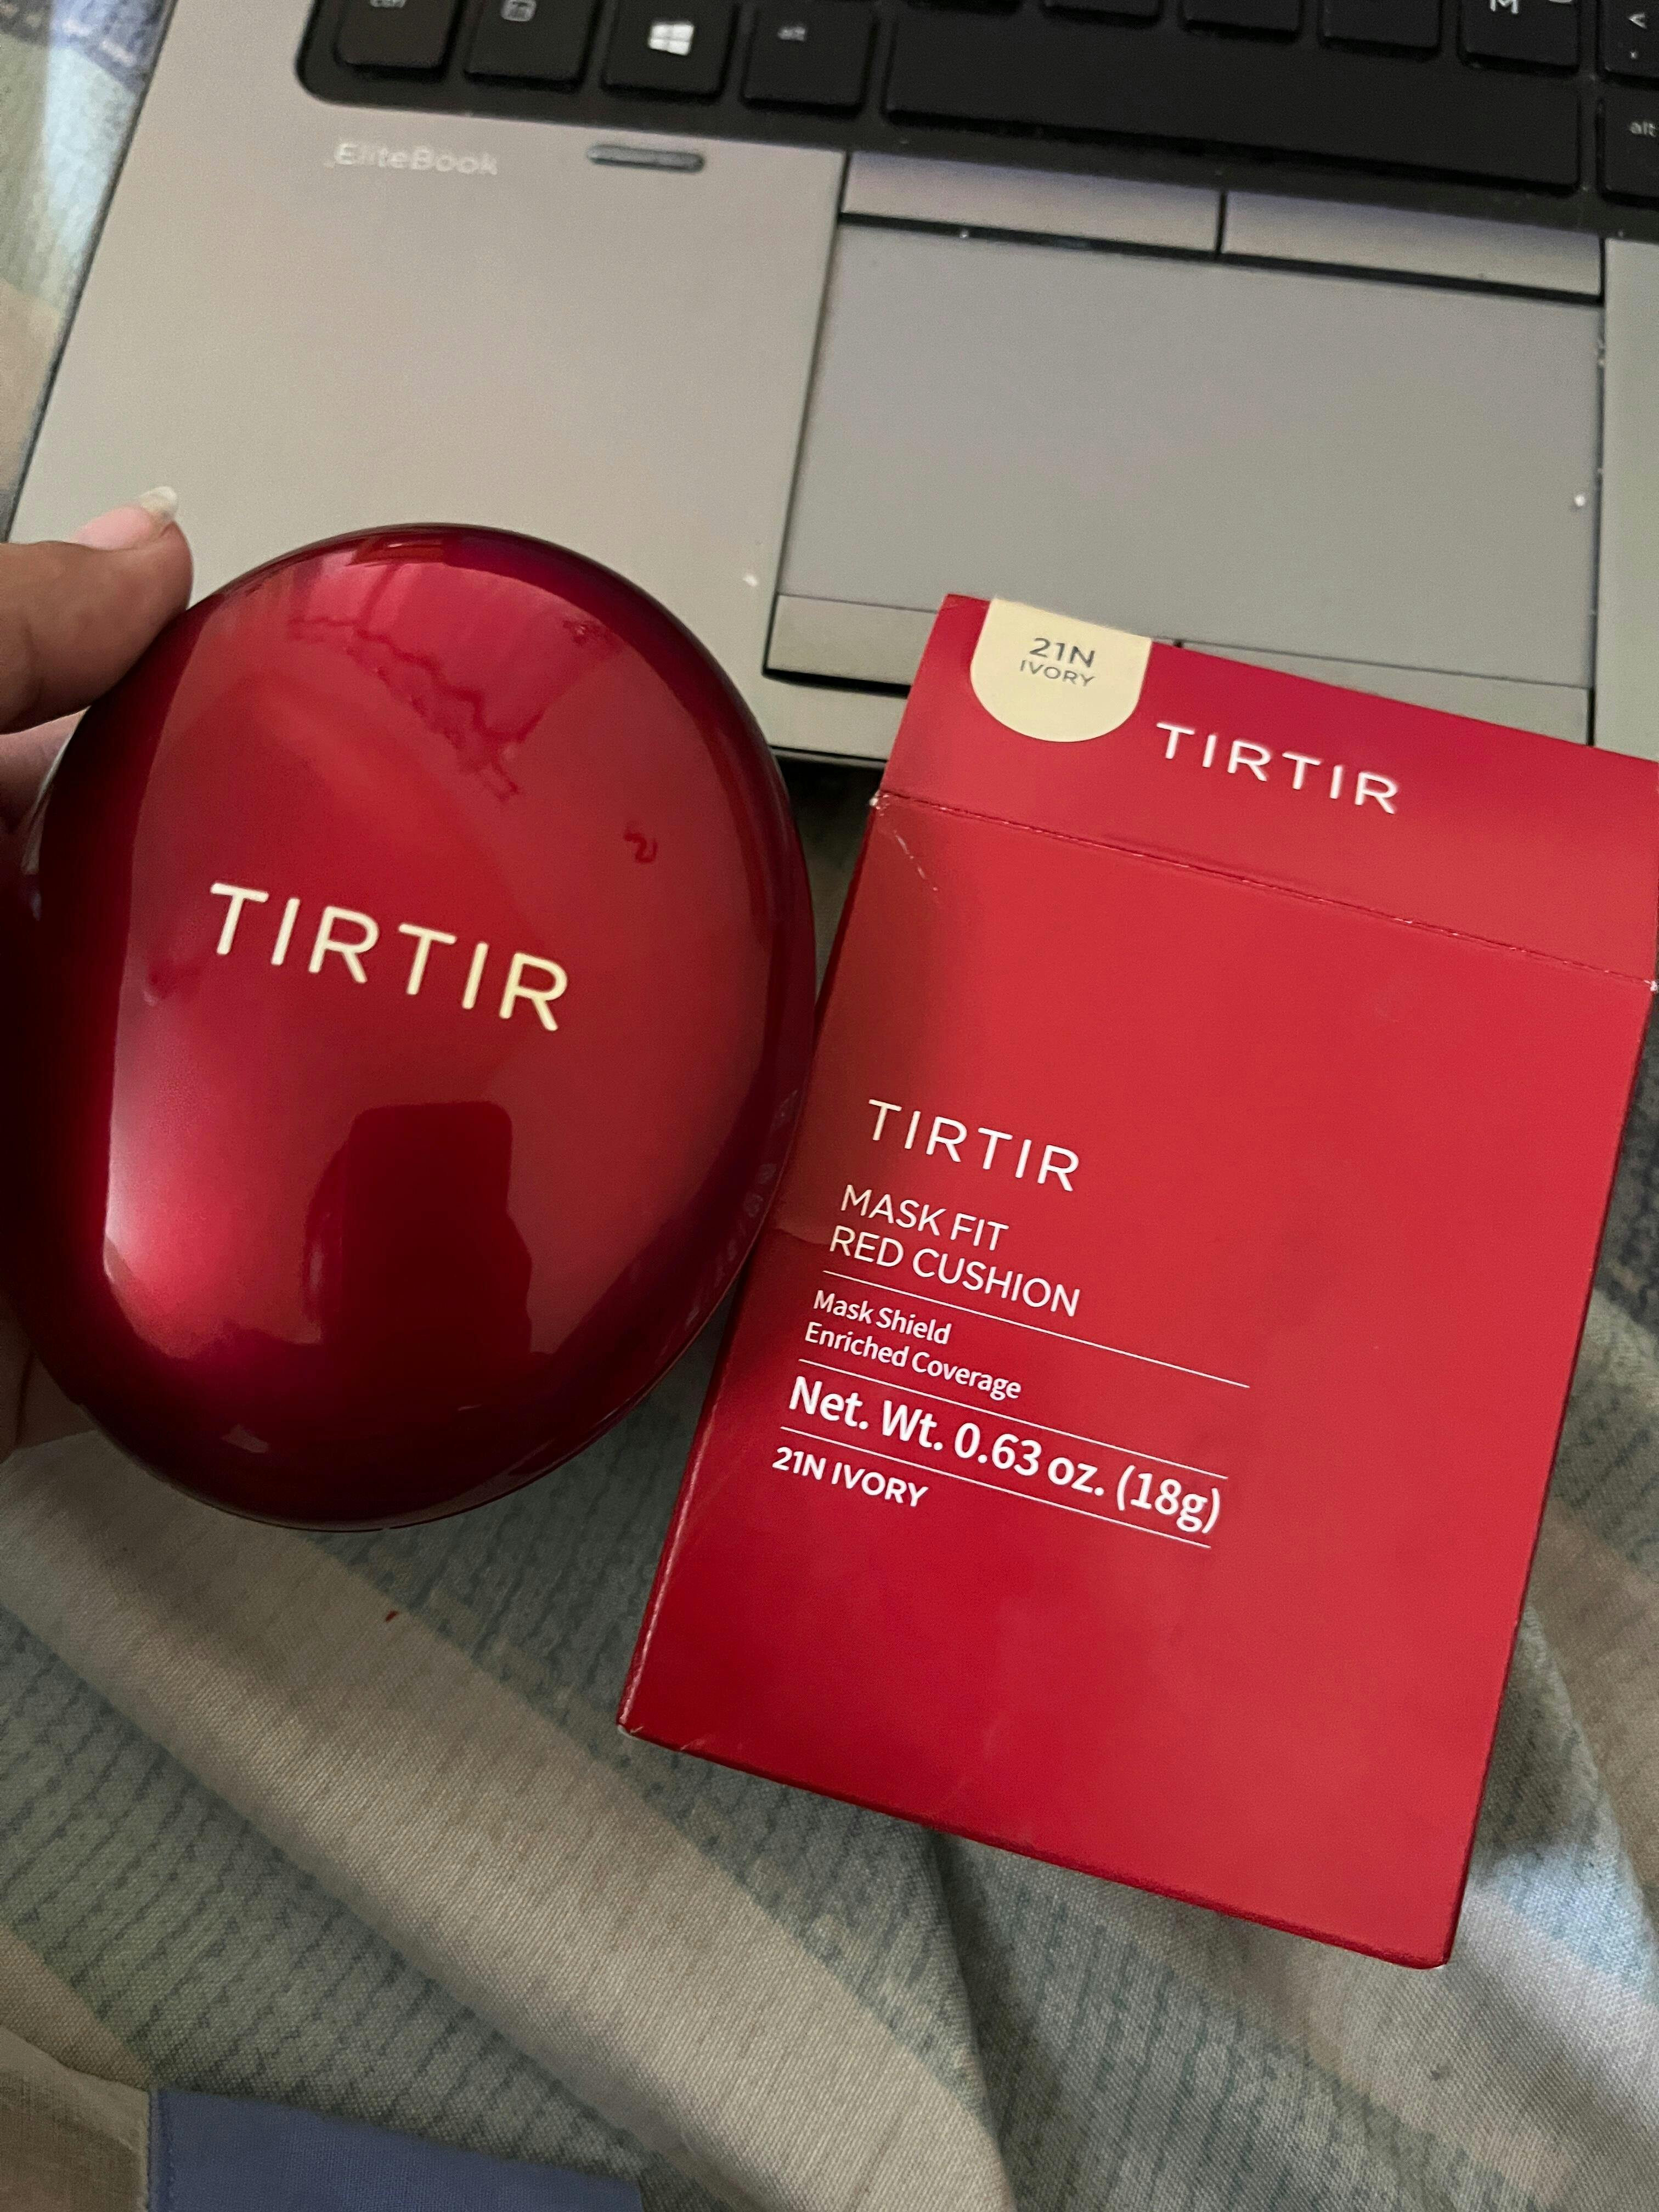 ctrl
alt
M
<
,
alt
EliteBook
TIRTIR
21N
IVORY
TIRTIR
TIRTIR
MASK FIT
RED CUSHION
Mask Shield
Enriched Coverage
Net. Wt. 0.63 oz. (18g)
21N IVORY